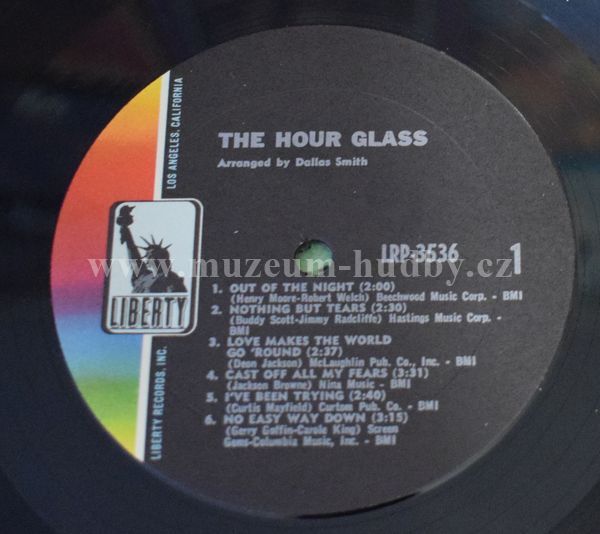 THE HOUR GLASS
Arranged by Dallas Smith
LOS ANGELES, CALIFORNIA
LIBERTY
LIBERTY RECORDS, INC.
LRP-3536 1
www.muzeum-hudby.cz
1. OUT OF THE NIGHT (2:00)
(Henry Moore-Robert Welch) Beechwood Music Corp. - BMI
2. NOTHING BUT TEARS (2:30)
(Buddy Scott-Jimmy Radcliffe) Hastings Music Corp. -
BMI
3. LOVE MAKES THE WORLD
GO 'ROUND (2:37)
(Deon Jackson) McLaughlin Pub. Co., Inc. - BMI
4. CAST OFF ALL MY FEARS (3:31)
(Jackson Browne) Nina Music - BMI
5. I'VE BEEN TRYING (2:40)
(Curtis Mayfield) Curtom Pub. Co. - BMI
6. NO EASY WAY DOWN (3:15)
(Gerry Goffin-Carole King) Screen
Gems-Columbia Music, Inc. - BMI